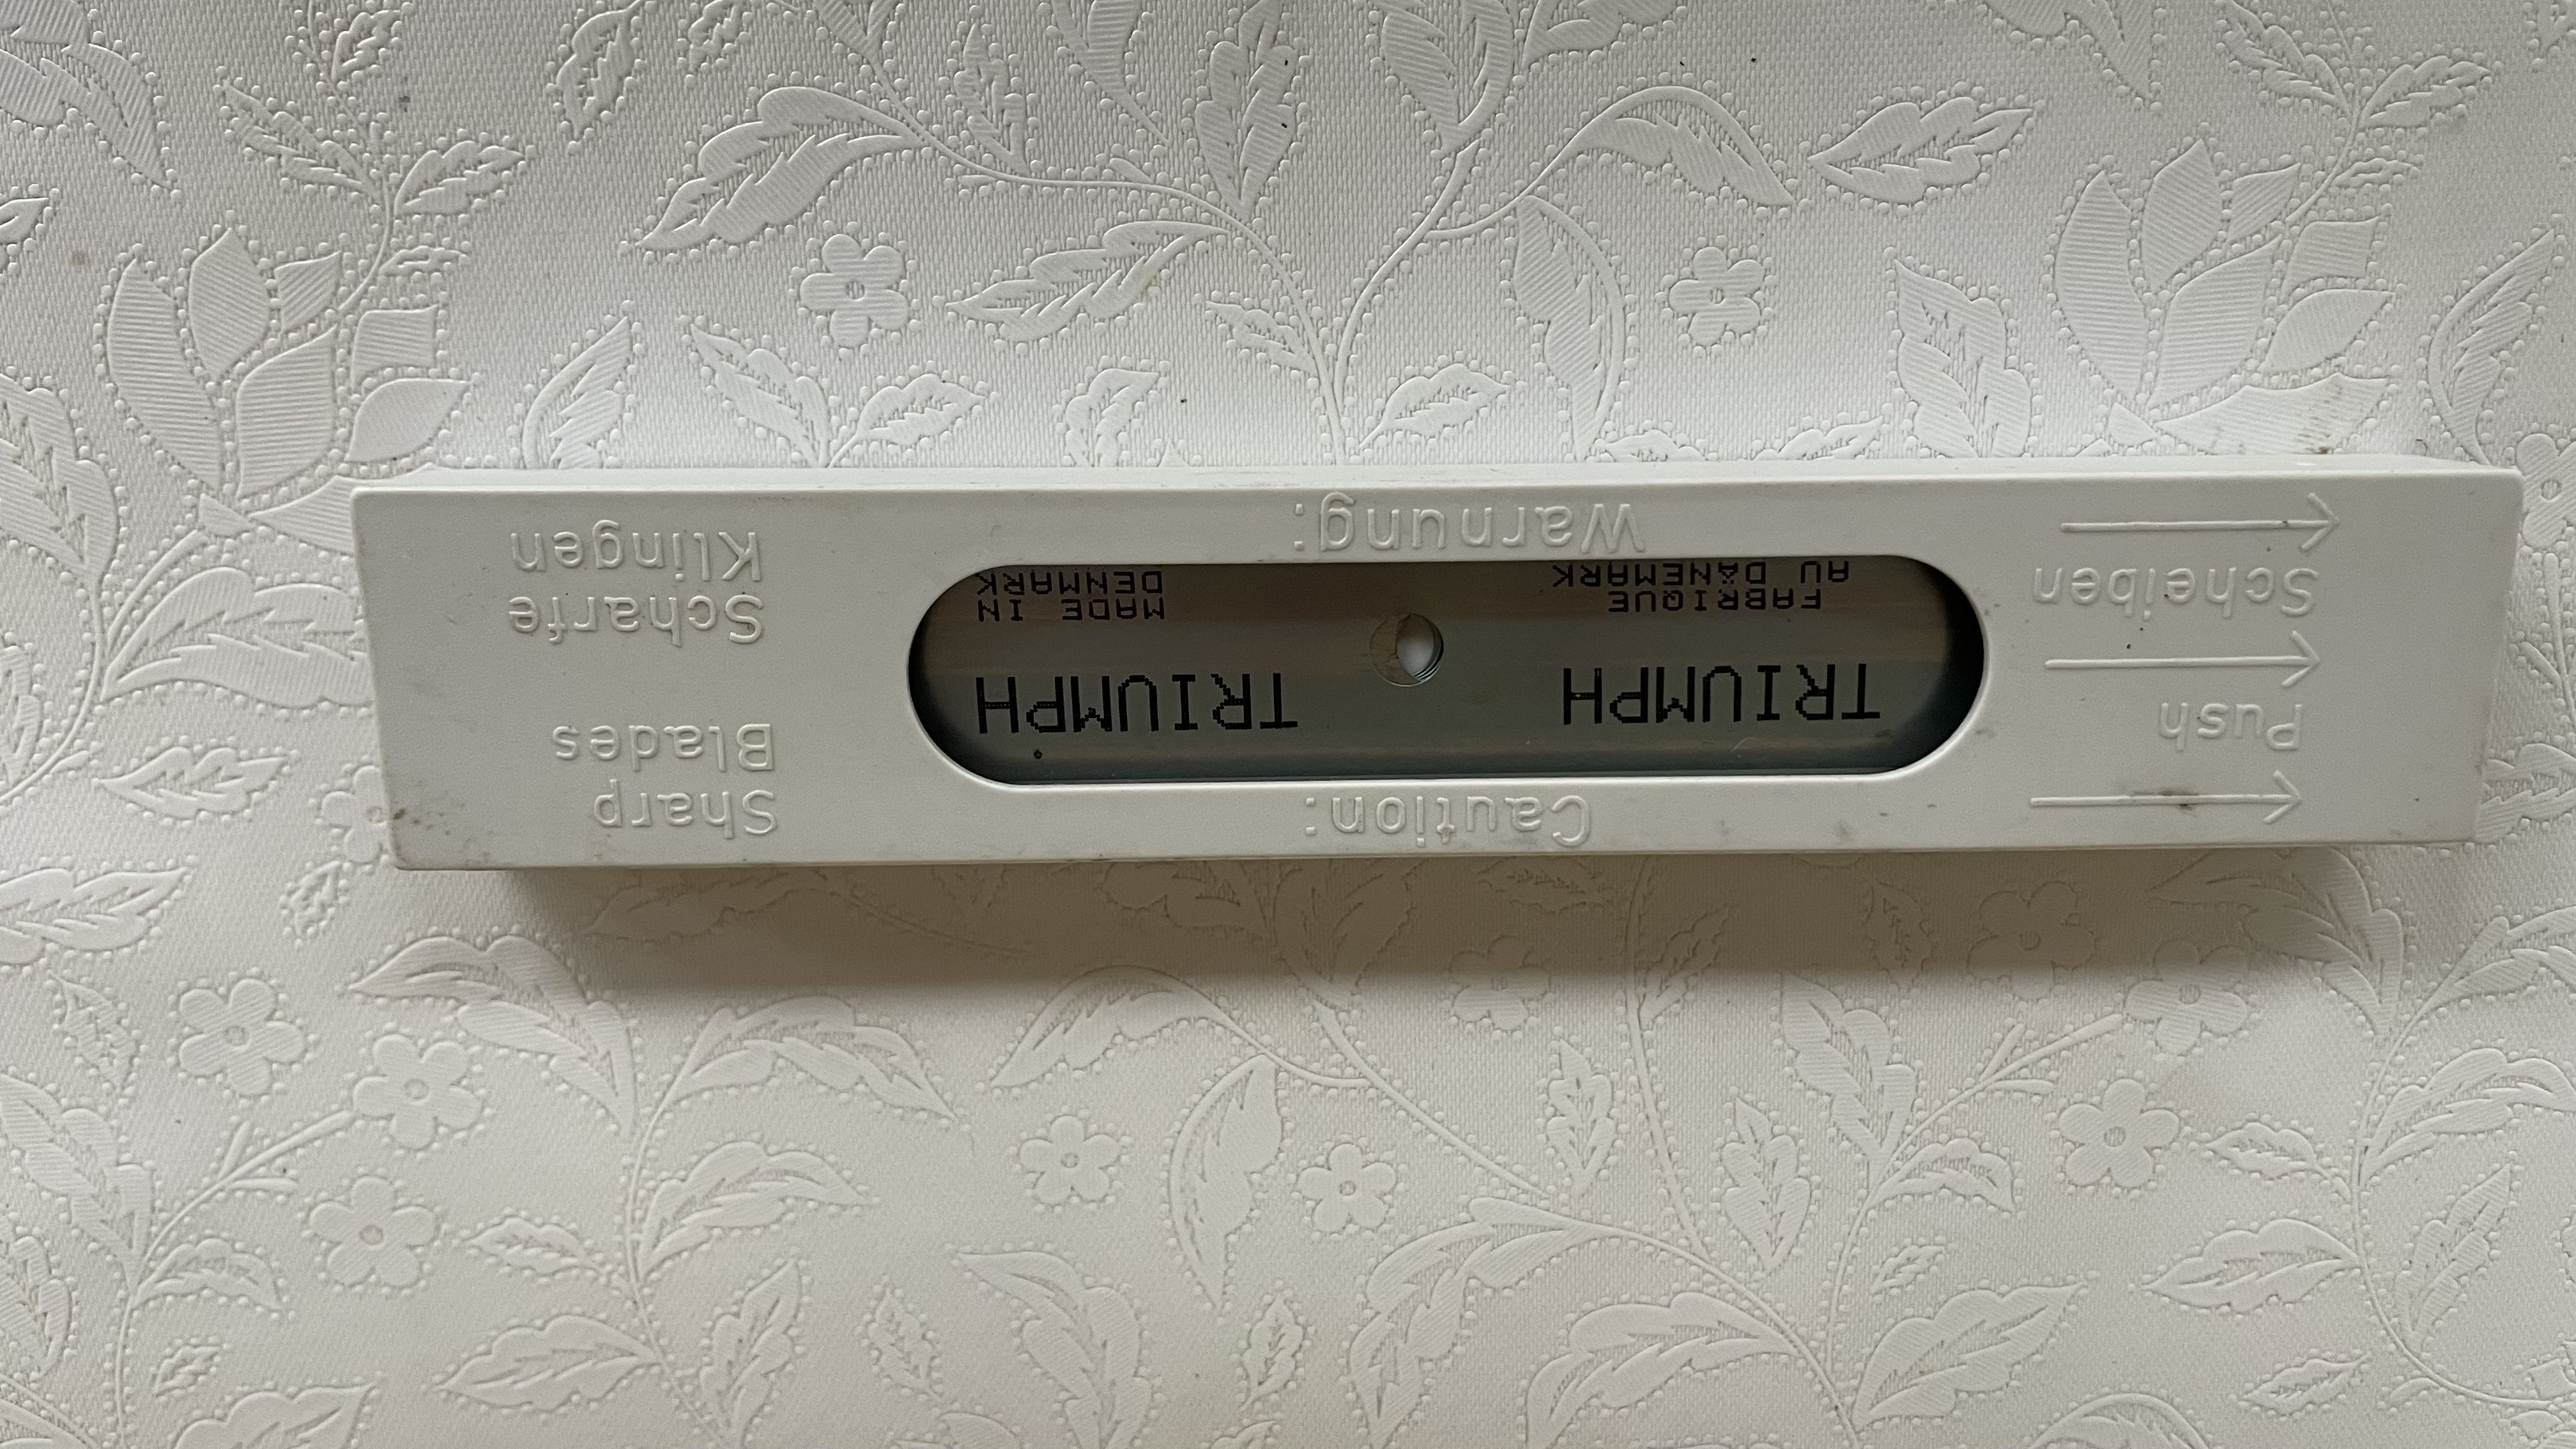 Caution:
Push
Scheiben
TRIUMPH
TRIUMPH
FABRIQUE
AU DÄNEMARK
MADE IN
DENMARK
Sharp
Blades
Scharfe
Klingen
Warnung: